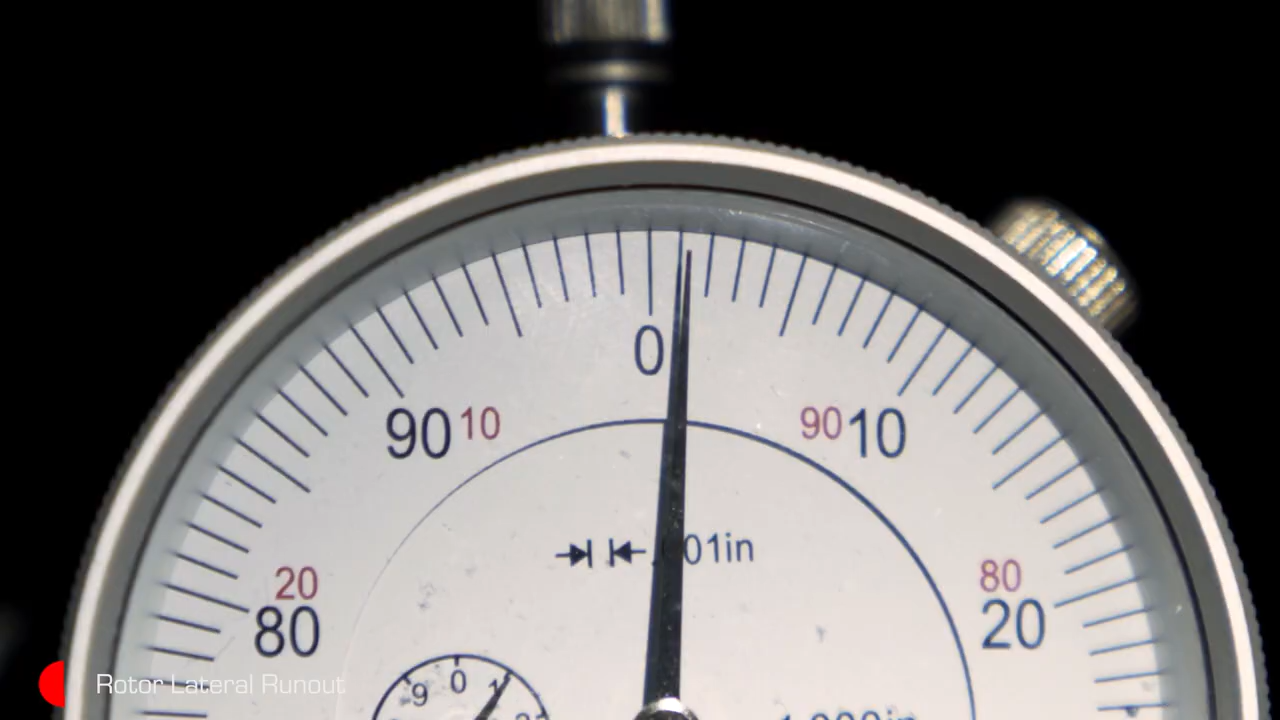 0
90 10 90 10
.001in
20 80
80 20
9 0 1
Rotor Lateral Runout